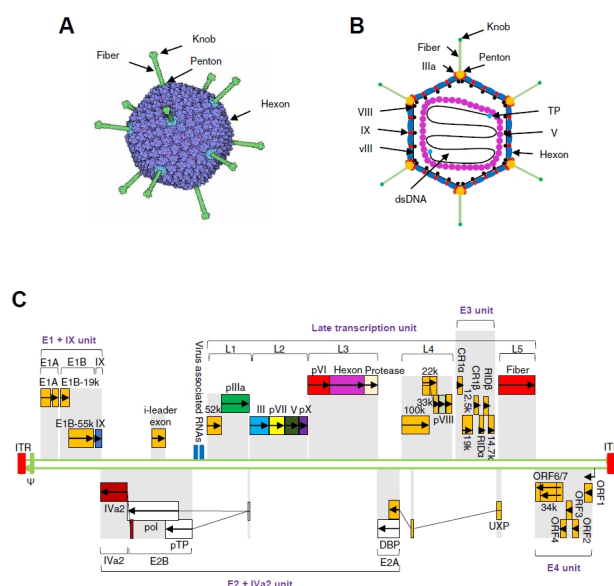 A
Knob
Fiber
Penton
Hexon
B
Knob
Fiber
IIIa
Penton
VIII
TP
IX
V
vIII
Hexon
dsDNA
C
E3 unit
E1 + IX unit
Late transcription unit
E1A E1B IX
Virus associated RNAs
L1 L2 L3 L4 L5
E1A E1B-19k
pVI Hexon Protease
22k
CR1α
CR1β
RIDβ
Fiber
pIIIa
i-leader
exon
52k
III pVII V pX
33k
100k
pVIII
12.5k
E1B-55k IX
19k
RIDα
14.7k
ITR
ITR
Ψ
ORF6/7
ORF1
IVa2
34k
ORF3
pol
UXP
ORF4
ORF2
pTP
DBP
IVa2 E2B
E2A
E4 unit
E2 + IVa2 unit